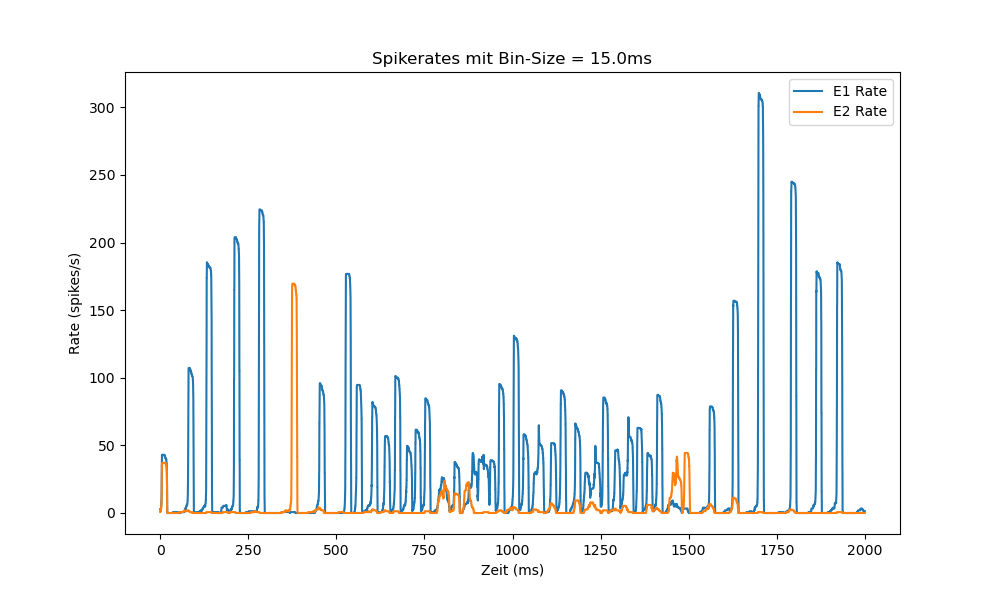 Spikerates mit Bin-Size = 15.0ms
E1 Rate
E2 Rate
Rate (spikes/s)
300
250
200
150
100
50
0
0 250 500 750 1000 1250 1500 1750 2000
Zeit (ms)